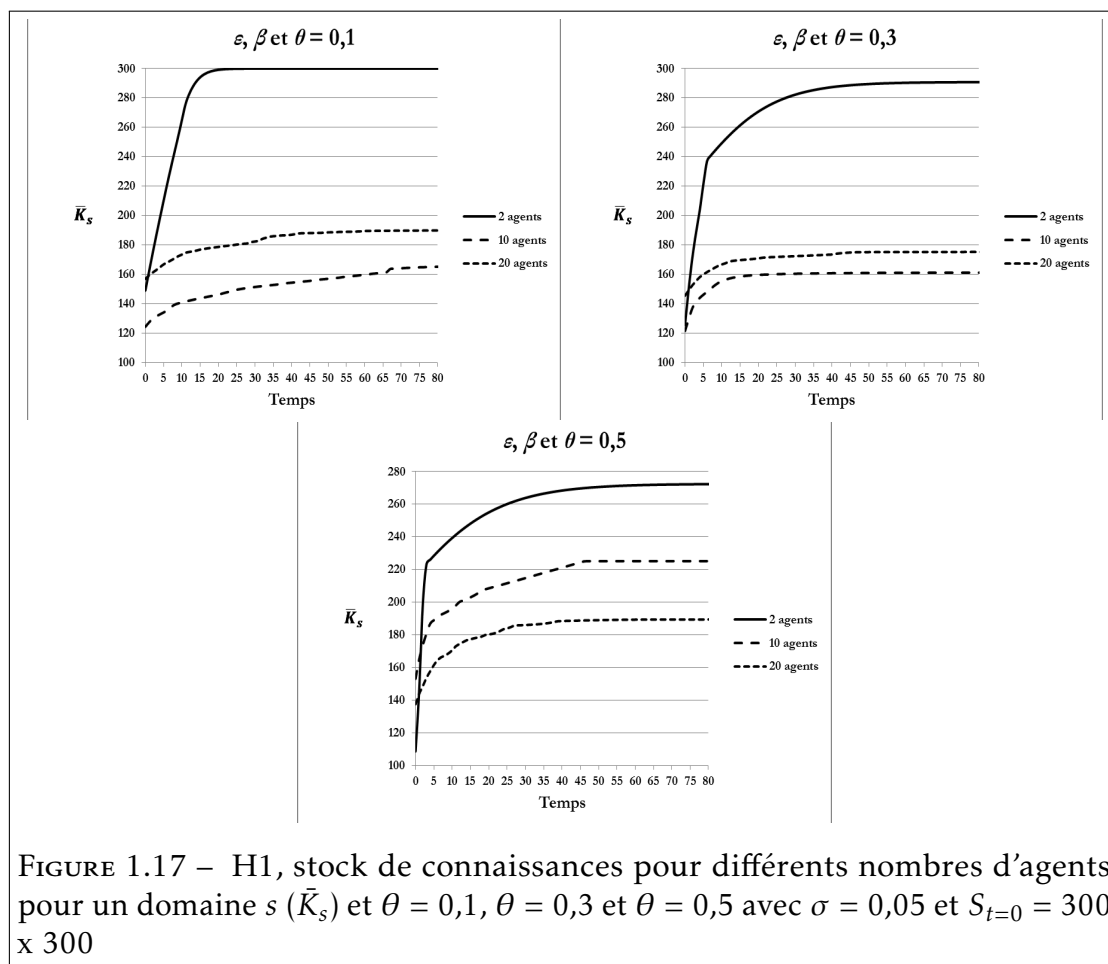 ε, β et θ = 0,1
300
280
260
240
220
200
180
160
140
120
100
K̄s
0 5 10 15 20 25 30 35 40 45 50 55 60 65 70 75 80
Temps
2 agents
10 agents
20 agents
ε, β et θ = 0,3
300
280
260
240
220
200
180
160
140
120
100
K̄s
0 5 10 15 20 25 30 35 40 45 50 55 60 65 70 75 80
Temps
2 agents
10 agents
20 agents
ε, β et θ = 0,5
280
260
240
220
200
180
160
140
120
100
K̄s
0 5 10 15 20 25 30 35 40 45 50 55 60 65 70 75 80
Temps
2 agents
10 agents
20 agents
FIGURE 1.17 – H1, stock de connaissances pour différents nombres d'agents
pour un domaine s (K̄s) et θ = 0,1, θ = 0,3 et θ = 0,5 avec σ = 0,05 et St=0 = 300
x 300